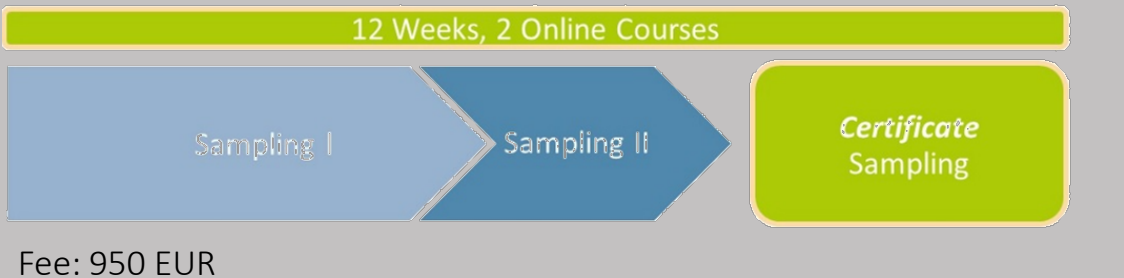 12 Weeks, 2 Online Courses
Sampling I
Sampling II
Certificate
Sampling
Fee: 950 EUR